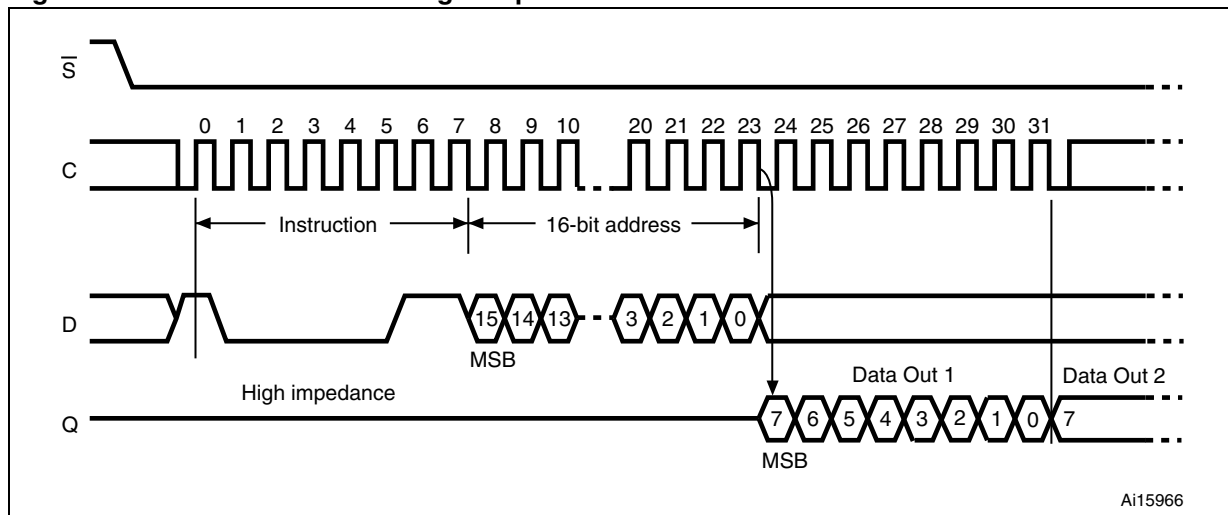 S
0 1 2 3 4 5 6 7 8 9 10 20 21 22 23 24 25 26 27 28 29 30 31
C
Instruction 16-bit address
D
15 14 13 3 2 1 0
MSB
High impedance
Data Out 1 Data Out 2
Q
7 6 5 4 3 2 1 0 7
MSB
Ai15966